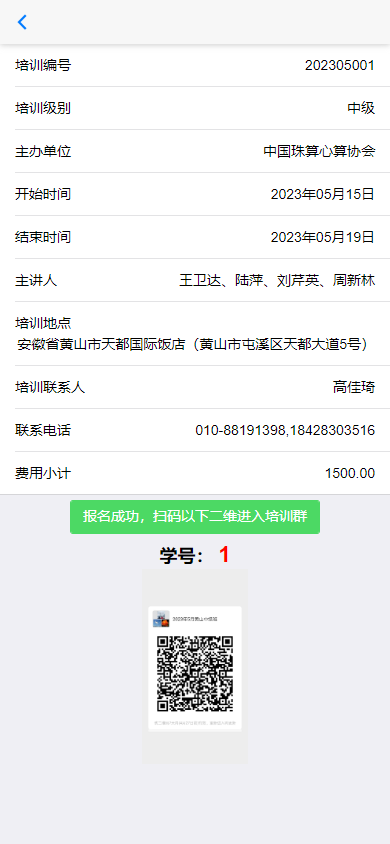 培训编号 202305001
培训级别 中级
主办单位 中国珠算心算协会
开始时间 2023年05月15日
结束时间 2023年05月19日
主讲人 王卫达、陆萍、刘芹英、周新林
培训地点
安徽省黄山市天都国际饭店（黄山市屯溪区天都大道5号）
培训联系人 高佳琦
联系电话 010-88191398,18428303516
费用小计 1500.00
报名成功，扫码以下二维进入培训群
学号： 1